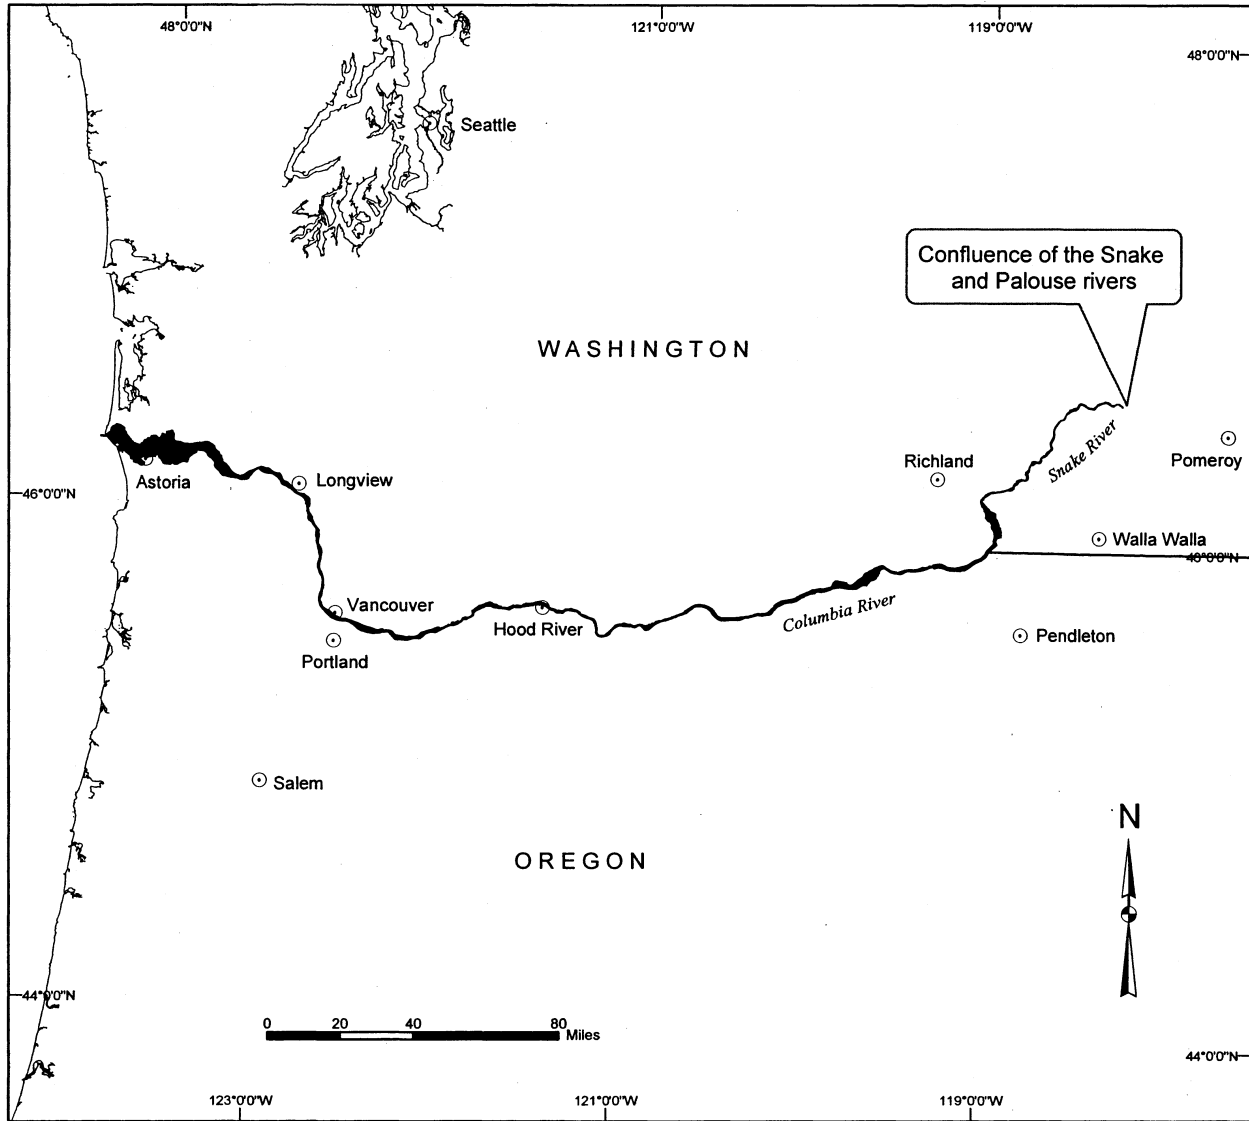 48°0'0"N
121°0'0"W
119°0'0"W
48°0'0"N
Seattle
Confluence of the Snake
and Palouse rivers
WASHINGTON
Snake River
Richland
Pomeroy
Astoria
Longview
46°0'0"N
Walla Walla
46°0'0"N
Vancouver
Hood River
Columbia River
Pendleton
Portland
Salem
N
OREGON
44°0'0"N
0 20 40 80
Miles
44°0'0"N
123°0'0"W
121°0'0"W
119°0'0"W